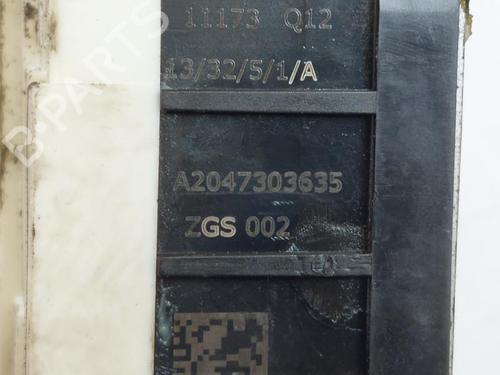 11173 Q12
13/32/5/1/A
A2047303635
ZGS 002
B-PARTS